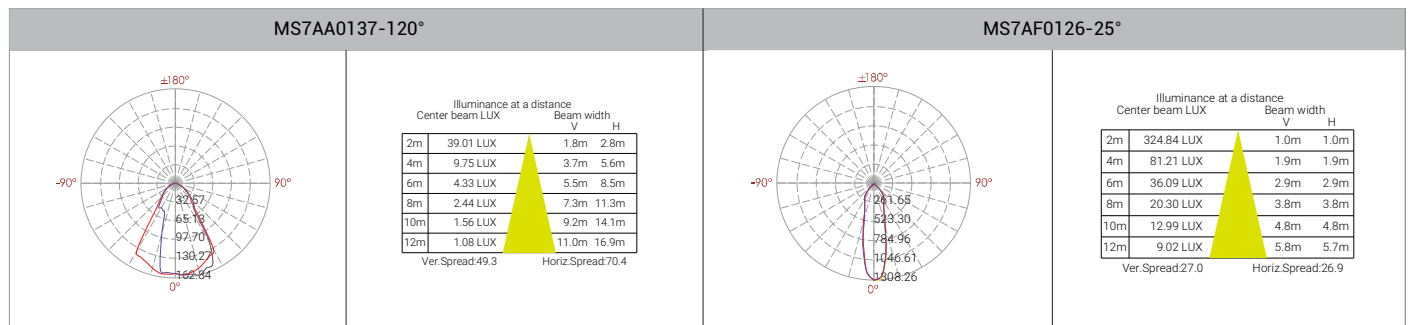 MS7AA0137-120°
MS7AF0126-25°
±180°
-90°
90°
32.57
65.13
97.70
130.27
162.84
0°
Illuminance at a distance
Center beam LUX Beam width
V H
2m 39.01 LUX 1.8m 2.8m
4m 9.75 LUX 3.7m 5.6m
6m 4.33 LUX 5.5m 8.5m
8m 2.44 LUX 7.3m 11.3m
10m 1.56 LUX 9.2m 14.1m
12m 1.08 LUX 11.0m 16.9m
Ver.Spread:49.3 Horiz.Spread:70.4
±180°
-90°
90°
261.65
523.30
784.96
1046.61
1308.26
0°
Illuminance at a distance
Center beam LUX Beam width
V H
2m 324.84 LUX 1.0m 1.0m
4m 81.21 LUX 1.9m 1.9m
6m 36.09 LUX 2.9m 2.9m
8m 20.30 LUX 3.8m 3.8m
10m 12.99 LUX 4.8m 4.8m
12m 9.02 LUX 5.8m 5.7m
Ver.Spread:27.0 Horiz.Spread:26.9